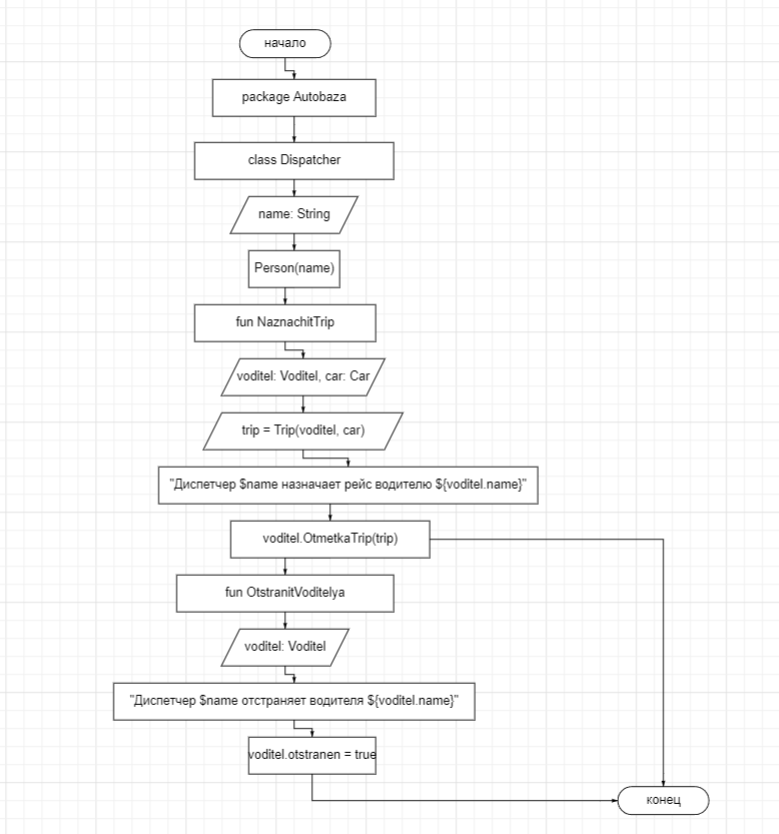 начало
package Autobaza
class Dispatcher
name: String
Person(name)
fun NaznachitTrip
voditel: Voditel, car: Car
trip = Trip(voditel, car)
"Диспетчер $name назначает рейс водителю ${voditel.name}"
voditel.OtmetkaTrip(trip)
fun OtstranitVoditelya
voditel: Voditel
"Диспетчер $name отстраняет водителя ${voditel.name}"
voditel.otstranen = true
конец